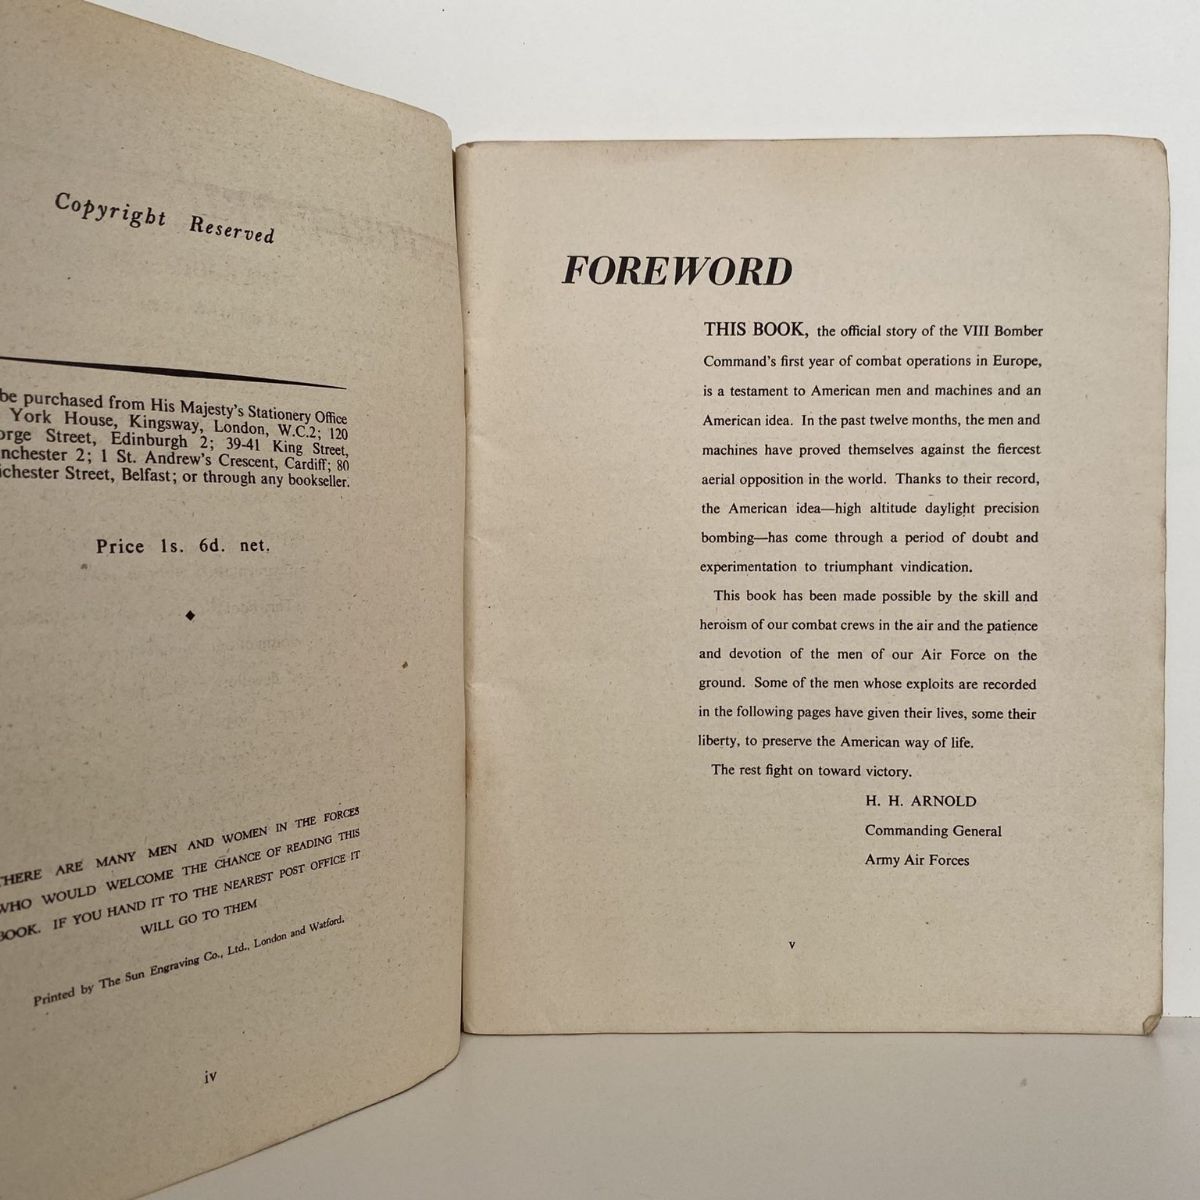 Copyright Reserved
be purchased from His Majesty's Stationery Office
York House, Kingsway, London, W.C.2; 120
Street, Edinburgh 2; 39-41 King Street,
2; 1 St. Andrew's Crescent, Cardiff; 80
Street, Belfast; or through any bookseller.
Price 1s. 6d. net.
THERE ARE MANY MEN AND WOMEN IN THE FORCES
WHO WOULD WELCOME THE CHANCE OF READING THIS
BOOK. IF YOU HAND IT TO THE NEAREST POST OFFICE IT
WILL GO TO THEM
Printed by The Sun Engraving Co., Ltd., London and Watford.
iv
FOREWORD
THIS BOOK, the official story of the VIII Bomber
Command's first year of combat operations in Europe,
is a testament to American men and machines and an
American idea. In the past twelve months, the men and
machines have proved themselves against the fiercest
aerial opposition in the world. Thanks to their record,
the American idea—high altitude daylight precision
bombing—has come through a period of doubt and
experimentation to triumphant vindication.
This book has been made possible by the skill and
heroism of our combat crews in the air and the patience
and devotion of the men of our Air Force on the
ground. Some of the men whose exploits are recorded
in the following pages have given their lives, some their
liberty, to preserve the American way of life.
The rest fight on toward victory.
H. H. ARNOLD
Commanding General
Army Air Forces
v